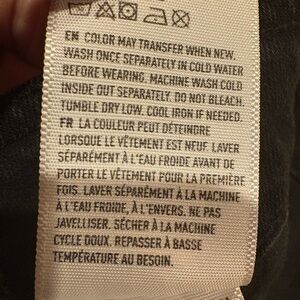 EN COLOR MAY TRANSFER WHEN NEW.
WASH ONCE SEPARATELY IN COLD WATER
BEFORE WEARING. MACHINE WASH COLD
INSIDE OUT SEPARATELY. DO NOT BLEACH.
TUMBLE DRY LOW. COOL IRON IF NEEDED.
FR LA COULEUR PEUT DÉTEINDRE
LORSQUE LE VÊTEMENT EST NEUF. LAVER
SÉPARÉMENT À L'EAU FROIDE AVANT DE
PORTER LE VÊTEMENT POUR LA PREMIÈRE
FOIS. LAVER SÉPARÉMENT À LA MACHINE
À L'EAU FROIDE, À L'ENVERS. NE PAS
JAVELLISER. SÉCHER À LA MACHINE
CYCLE DOUX. REPASSER À BASSE
TEMPÉRATURE AU BESOIN.